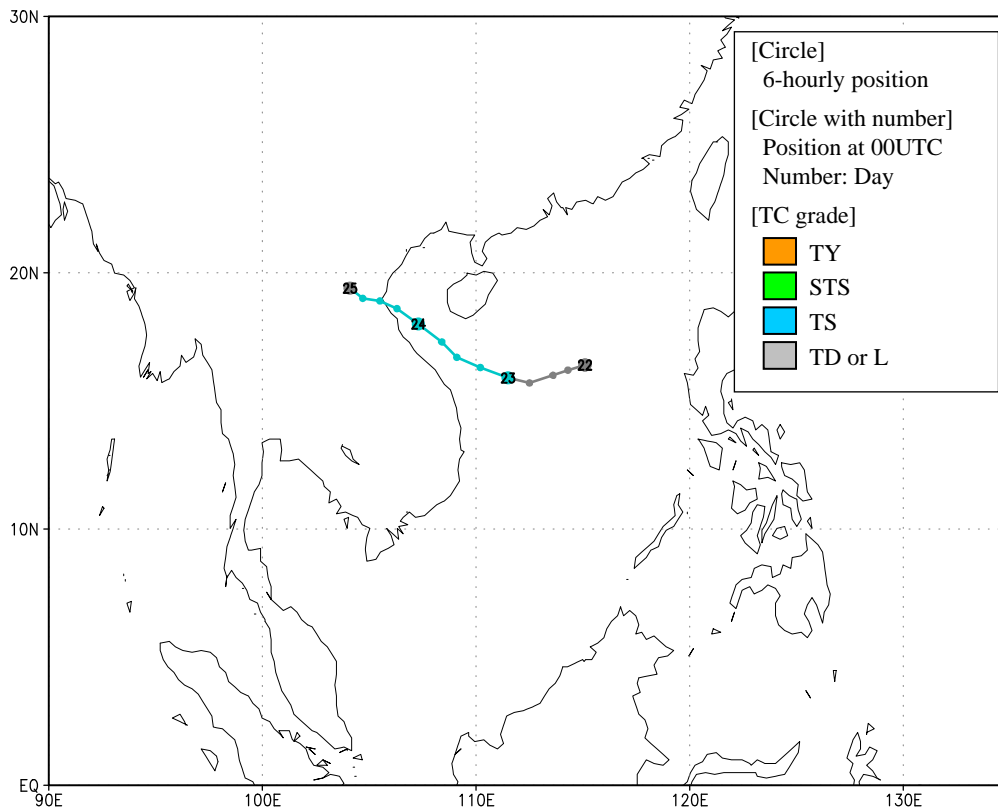 30N
[Circle]
6-hourly position
[Circle with number]
Position at 00UTC
Number: Day
[TC grade]
TY
STS
TS
TD or L
20N
25
24
23
22
10N
EQ
90E
100E
110E
120E
130E